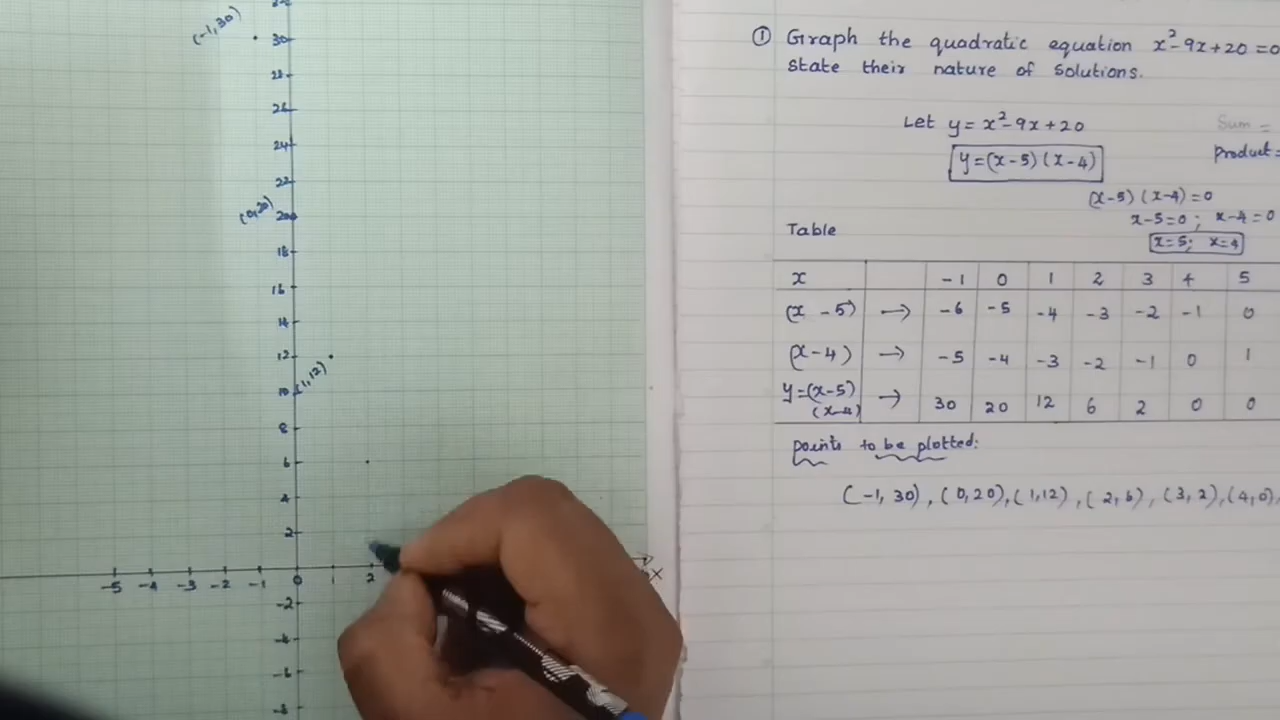 32
(-1, 30)
30
28
26
24
22
(0,20)
20
18
16
14
12
(1,12)
10
8
6
4
2
-5 -4 -3 -2 -1 0 2
X
-2
-4
-6
-8
① Graph the quadratic equation x²-9x+20=0
state their nature of solutions.
Let y = x²-9x+20
Sum =
y=(x-5)(x-4)
Product=
(x-5)(x-4)=0
x-5=0 ; x-4=0
x=5; x=4
Table
x -1 0 1 2 3 4 5
(x-5) → -6 -5 -4 -3 -2 -1 0
(x-4) → -5 -4 -3 -2 -1 0 1
y=(x-5)(x-4) → 30 20 12 6 2 0 0
points to be plotted:
(-1, 30), (0,20), (1,12), (2,6), (3,2), (4,0),